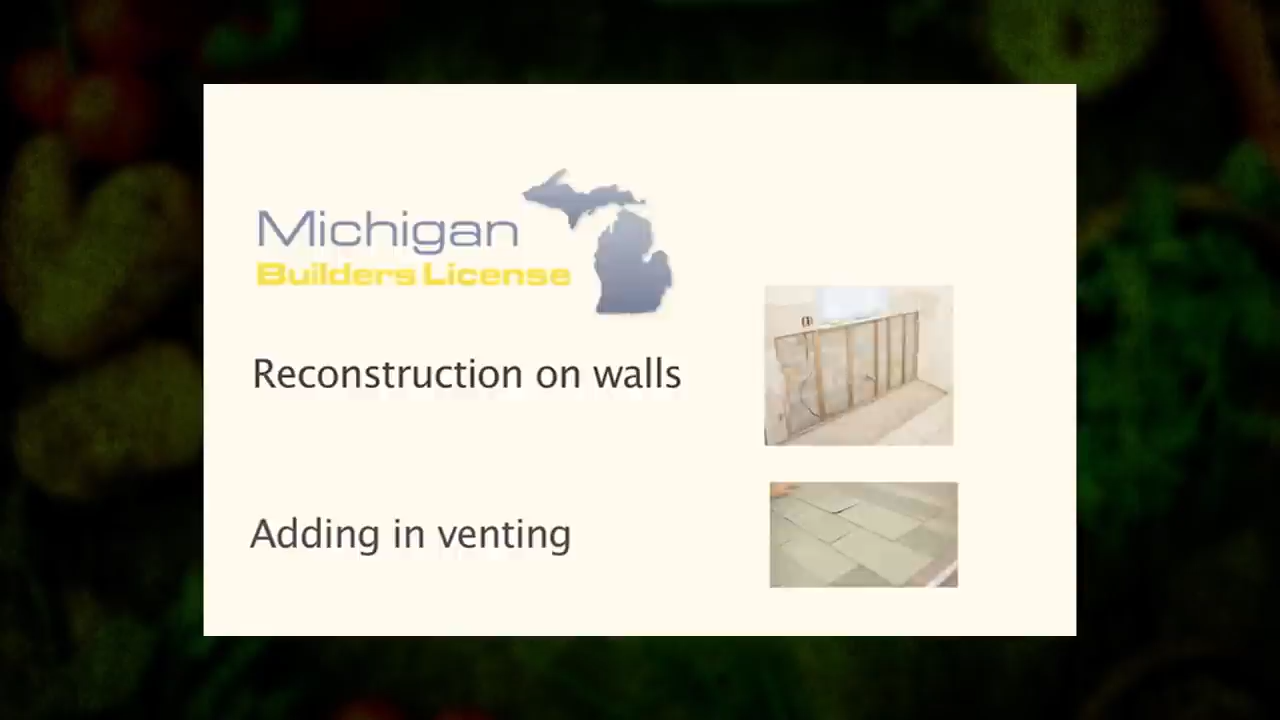 Michigan
Builders License
Reconstruction on walls
Adding in venting